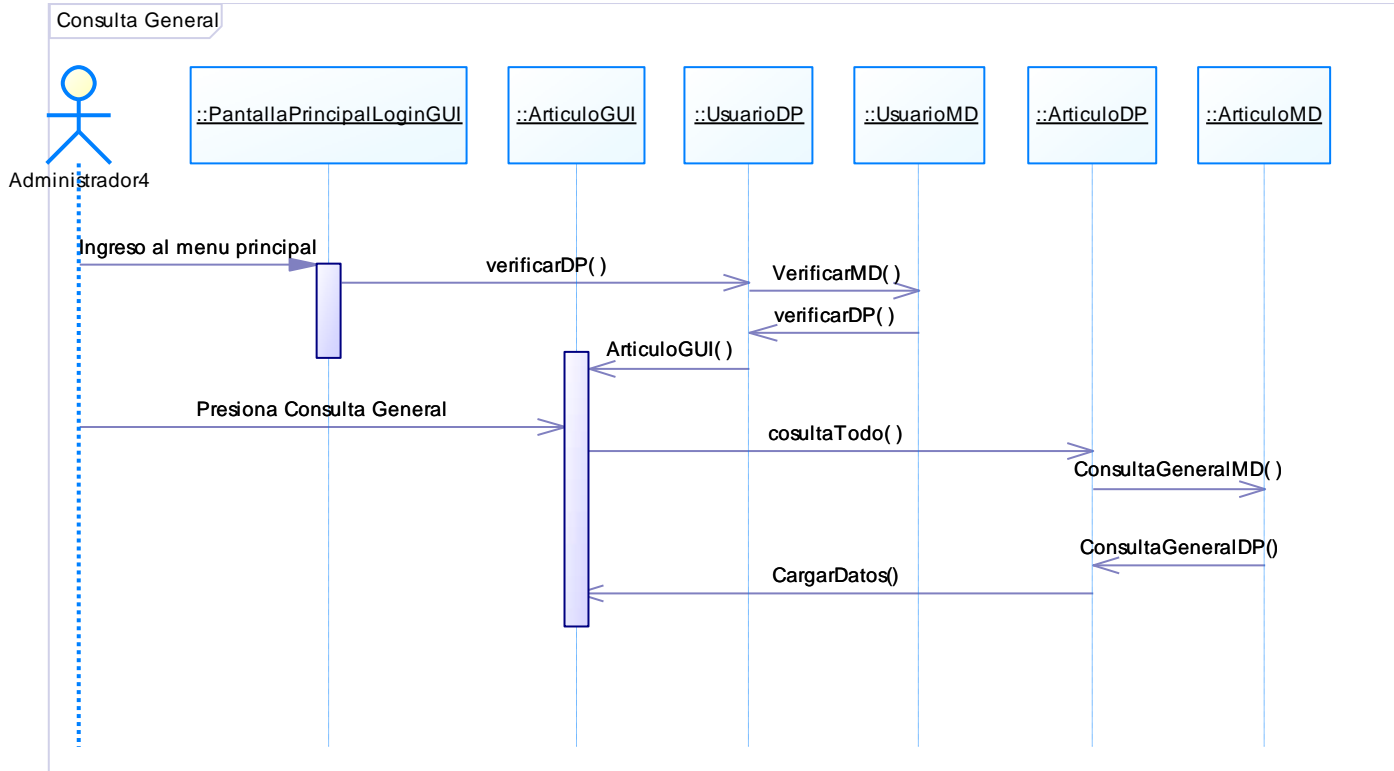 Consulta General
::PantallaPrincipalLoginGUI
::ArticuloGUI
::UsuarioDP
::UsuarioMD
::ArticuloDP
::ArticuloMD
Administrador4
Ingreso al menu principal
verificarDP( )
VerificarMD( )
verificarDP( )
ArticuloGUI( )
Presiona Consulta General
cosultaTodo( )
ConsultaGeneralMD( )
ConsultaGeneralDP()
CargarDatos()